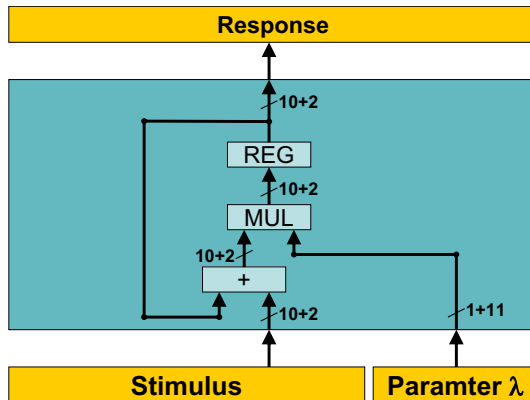 Response
10+2
REG
10+2
MUL
10+2
+
10+2
1+11
Stimulus
Paramter λ